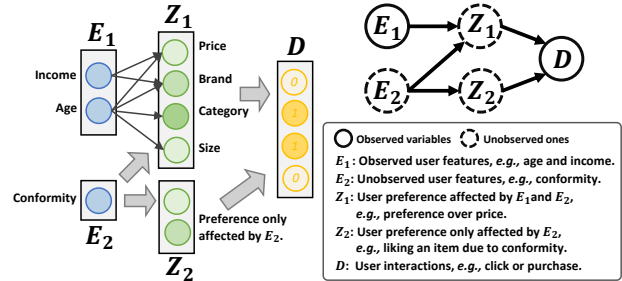 E₁
Z₁
D
Income
Age
Price
Brand
Category
Size
0
1
1
0
Conformity
E₂
Z₂
Preference only
affected by E₂.
E₁
Z₁
E₂
Z₂
D
Observed variables
Unobserved ones
E₁: Observed user features, e.g., age and income.
E₂: Unobserved user features, e.g., conformity.
Z₁: User preference affected by E₁and E₂,
e.g., preference over price.
Z₂: User preference only affected by E₂,
e.g., liking an item due to conformity.
D: User interactions, e.g., click or purchase.